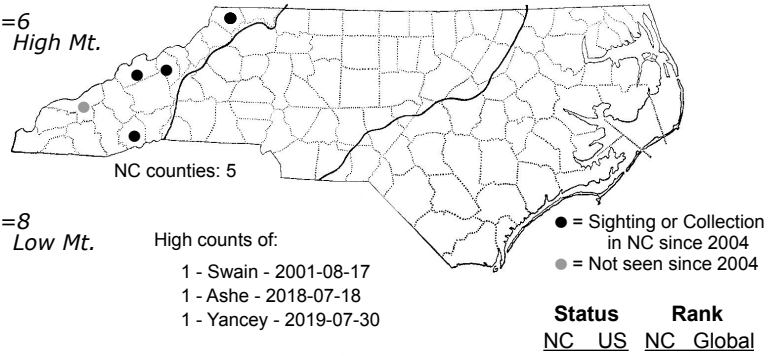 =6
High Mt.
NC counties: 5
=8
Low Mt.
High counts of:
1 - Swain - 2001-08-17
1 - Ashe - 2018-07-18
1 - Yancey - 2019-07-30
● = Sighting or Collection
in NC since 2004
● = Not seen since 2004
Status Rank
NC US NC Global